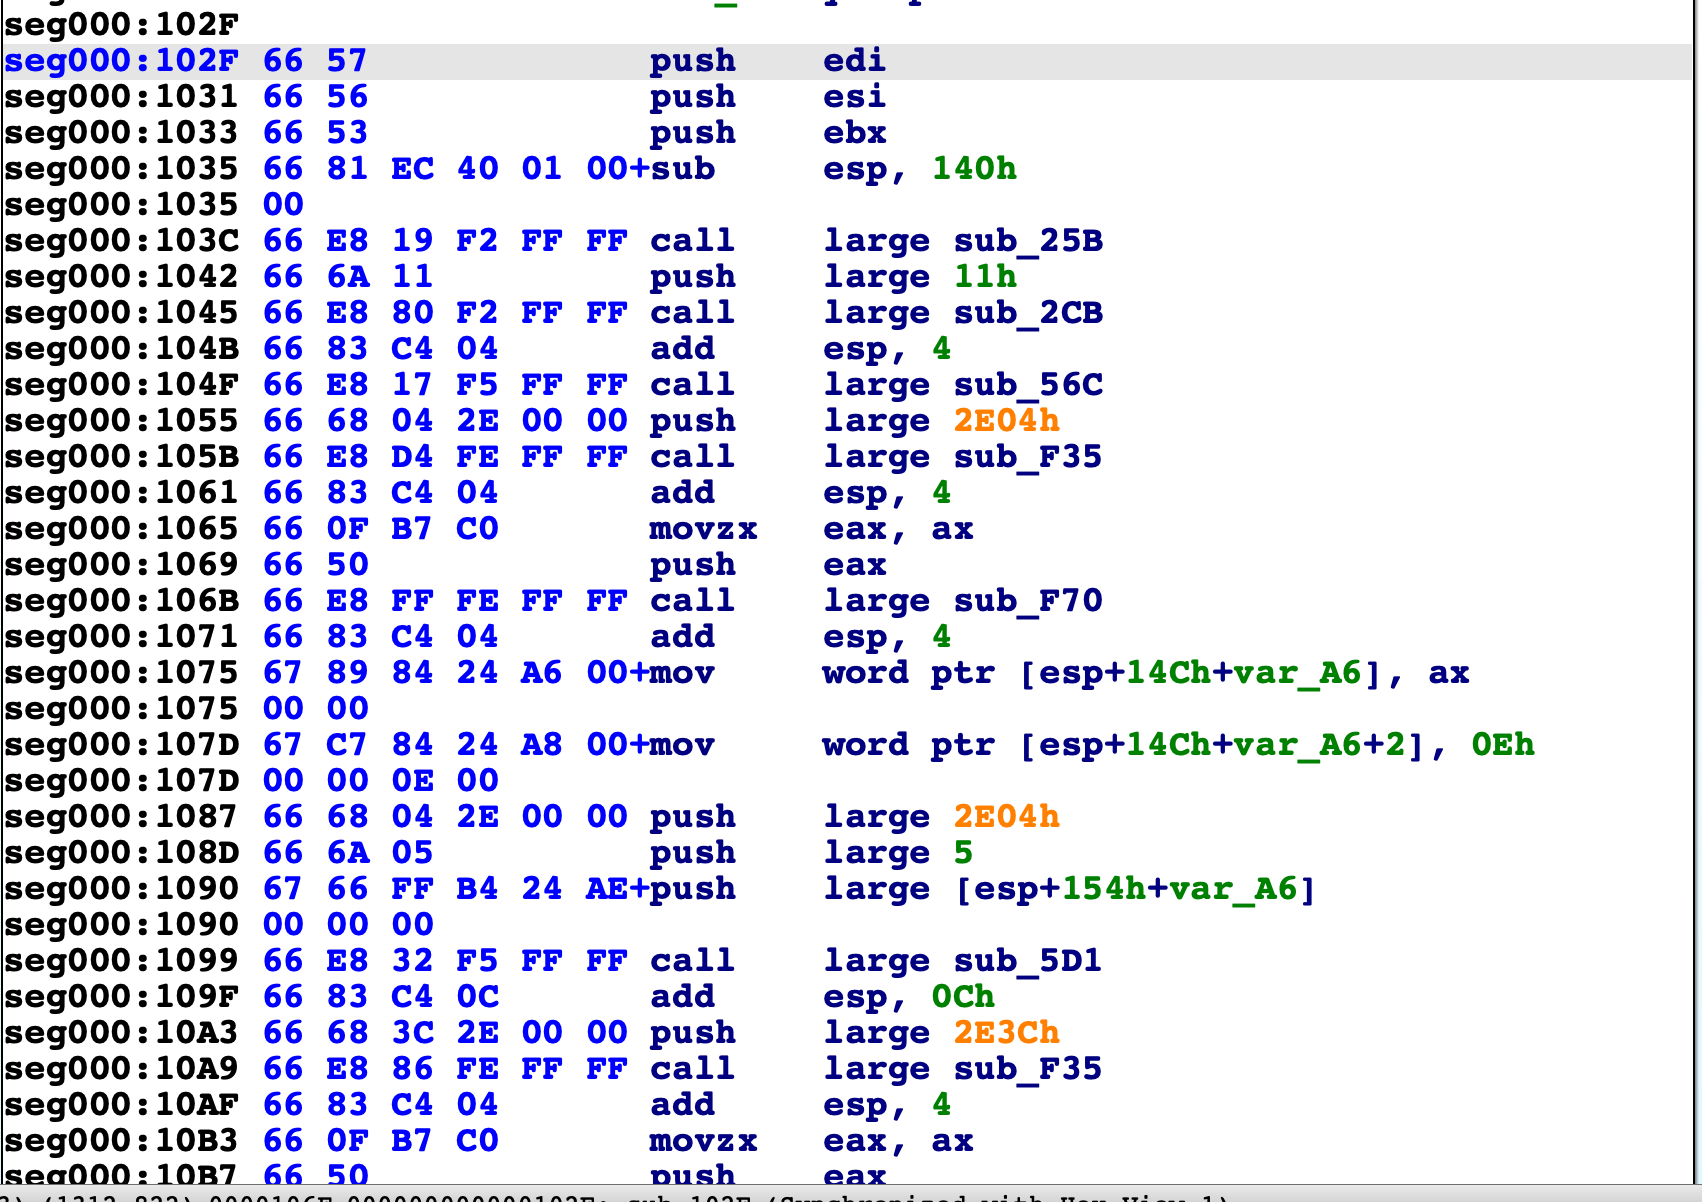 seg000:102F
seg000:102F 66 57 push edi
seg000:1031 66 56 push esi
seg000:1033 66 53 push ebx
seg000:1035 66 81 EC 40 01 00+sub esp, 140h
seg000:1035 00
seg000:103C 66 E8 19 F2 FF FF call large sub_25B
seg000:1042 66 6A 11 push large 11h
seg000:1045 66 E8 80 F2 FF FF call large sub_2CB
seg000:104B 66 83 C4 04 add esp, 4
seg000:104F 66 E8 17 F5 FF FF call large sub_56C
seg000:1055 66 68 04 2E 00 00 push large 2E04h
seg000:105B 66 E8 D4 FE FF FF call large sub_F35
seg000:1061 66 83 C4 04 add esp, 4
seg000:1065 66 0F B7 C0 movzx eax, ax
seg000:1069 66 50 push eax
seg000:106B 66 E8 FF FE FF FF call large sub_F70
seg000:1071 66 83 C4 04 add esp, 4
seg000:1075 67 89 84 24 A6 00+mov word ptr [esp+14Ch+var_A6], ax
seg000:1075 00 00
seg000:107D 67 C7 84 24 A8 00+mov word ptr [esp+14Ch+var_A6+2], 0Eh
seg000:107D 00 00 0E 00
seg000:1087 66 68 04 2E 00 00 push large 2E04h
seg000:108D 66 6A 05 push large 5
seg000:1090 67 66 FF B4 24 AE+push large [esp+154h+var_A6]
seg000:1090 00 00 00
seg000:1099 66 E8 32 F5 FF FF call large sub_5D1
seg000:109F 66 83 C4 0C add esp, 0Ch
seg000:10A3 66 68 3C 2E 00 00 push large 2E3Ch
seg000:10A9 66 E8 86 FE FF FF call large sub_F35
seg000:10AF 66 83 C4 04 add esp, 4
seg000:10B3 66 0F B7 C0 movzx eax, ax
seg000:10B7 66 50 push eax